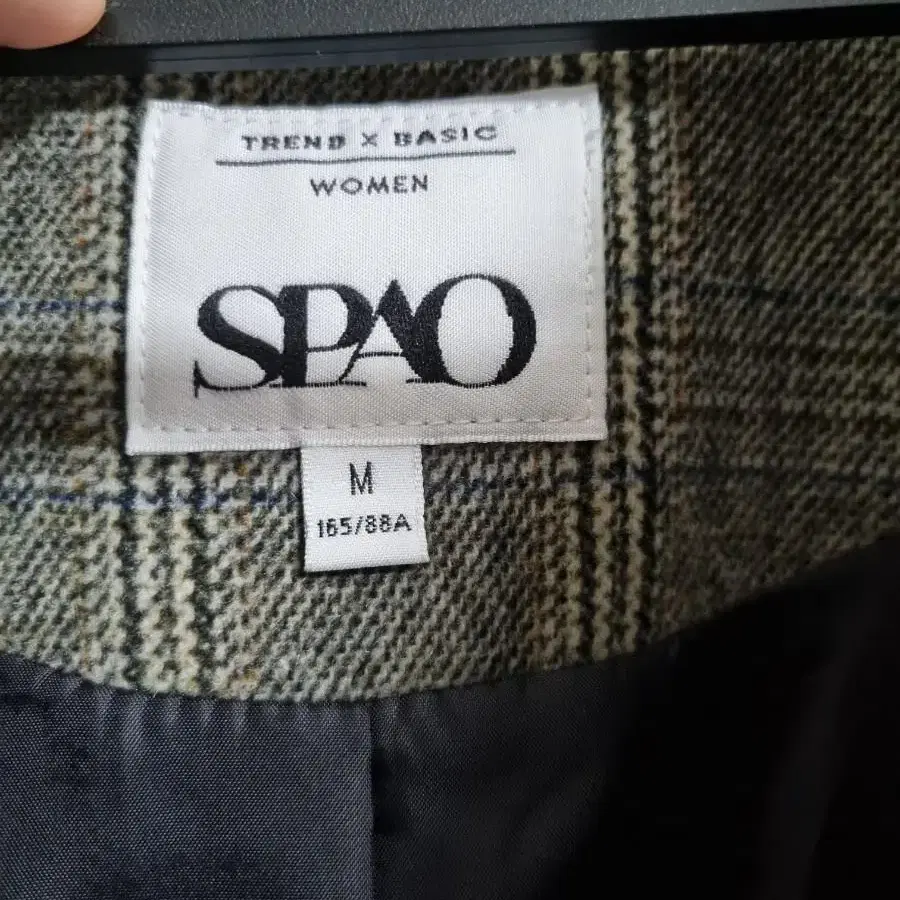 TREND X BASIC
WOMEN
SPAO
M
165/88A